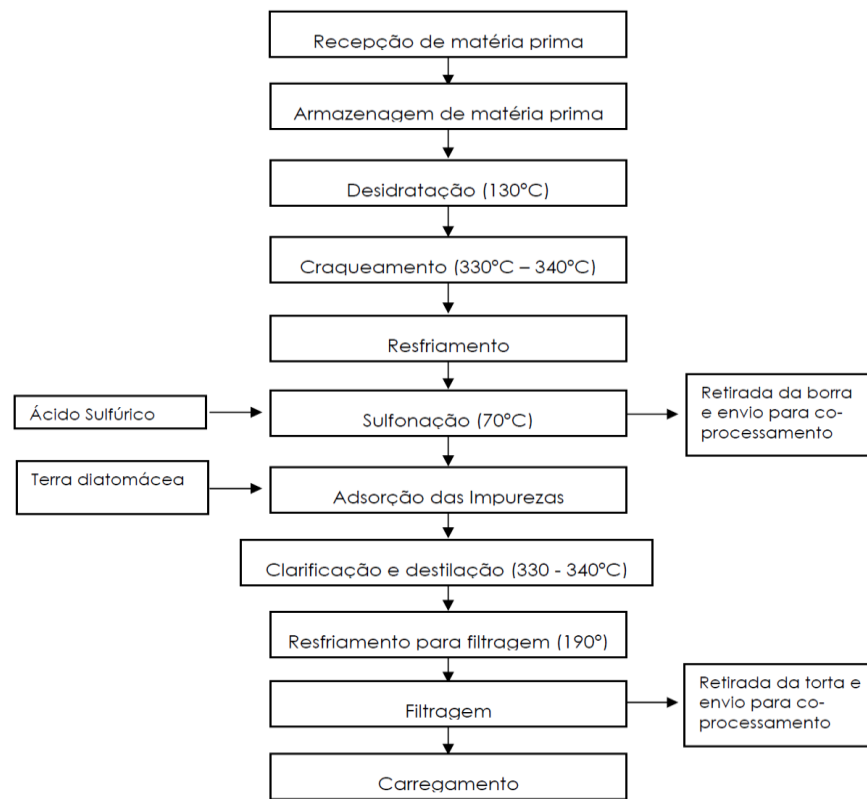 Recepção de matéria prima
Armazenagem de matéria prima
Desidratação (130°C)
Craqueamento (330°C – 340°C)
Resfriamento
Ácido Sulfúrico
Sulfonação (70°C)
Retirada da borra
e envio para co-
processamento
Terra diatomácea
Adsorção das Impurezas
Clarificação e destilação (330 - 340°C)
Resfriamento para filtragem (190°)
Filtragem
Retirada da torta e
envio para co-
processamento
Carregamento